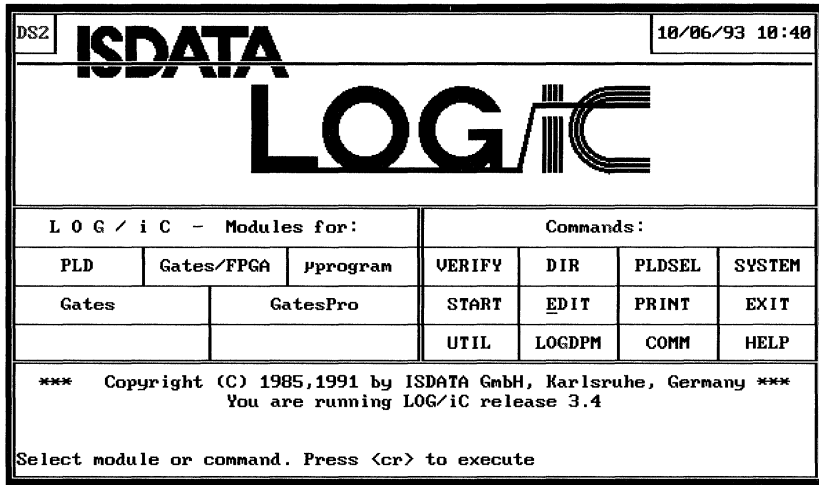 DS2
ISDATA
10/06/93 10:40
LOG/iC
L O G / i C - Modules for:
Commands:
PLD Gates/FPGA µprogram VERIFY DIR PLDSEL SYSTEM
Gates GatesPro START EDIT PRINT EXIT
UTIL LOGDPM COMM HELP
*** Copyright (C) 1985,1991 by ISDATA GmbH, Karlsruhe, Germany ***
You are running LOG/iC release 3.4
Select module or command. Press <cr> to execute